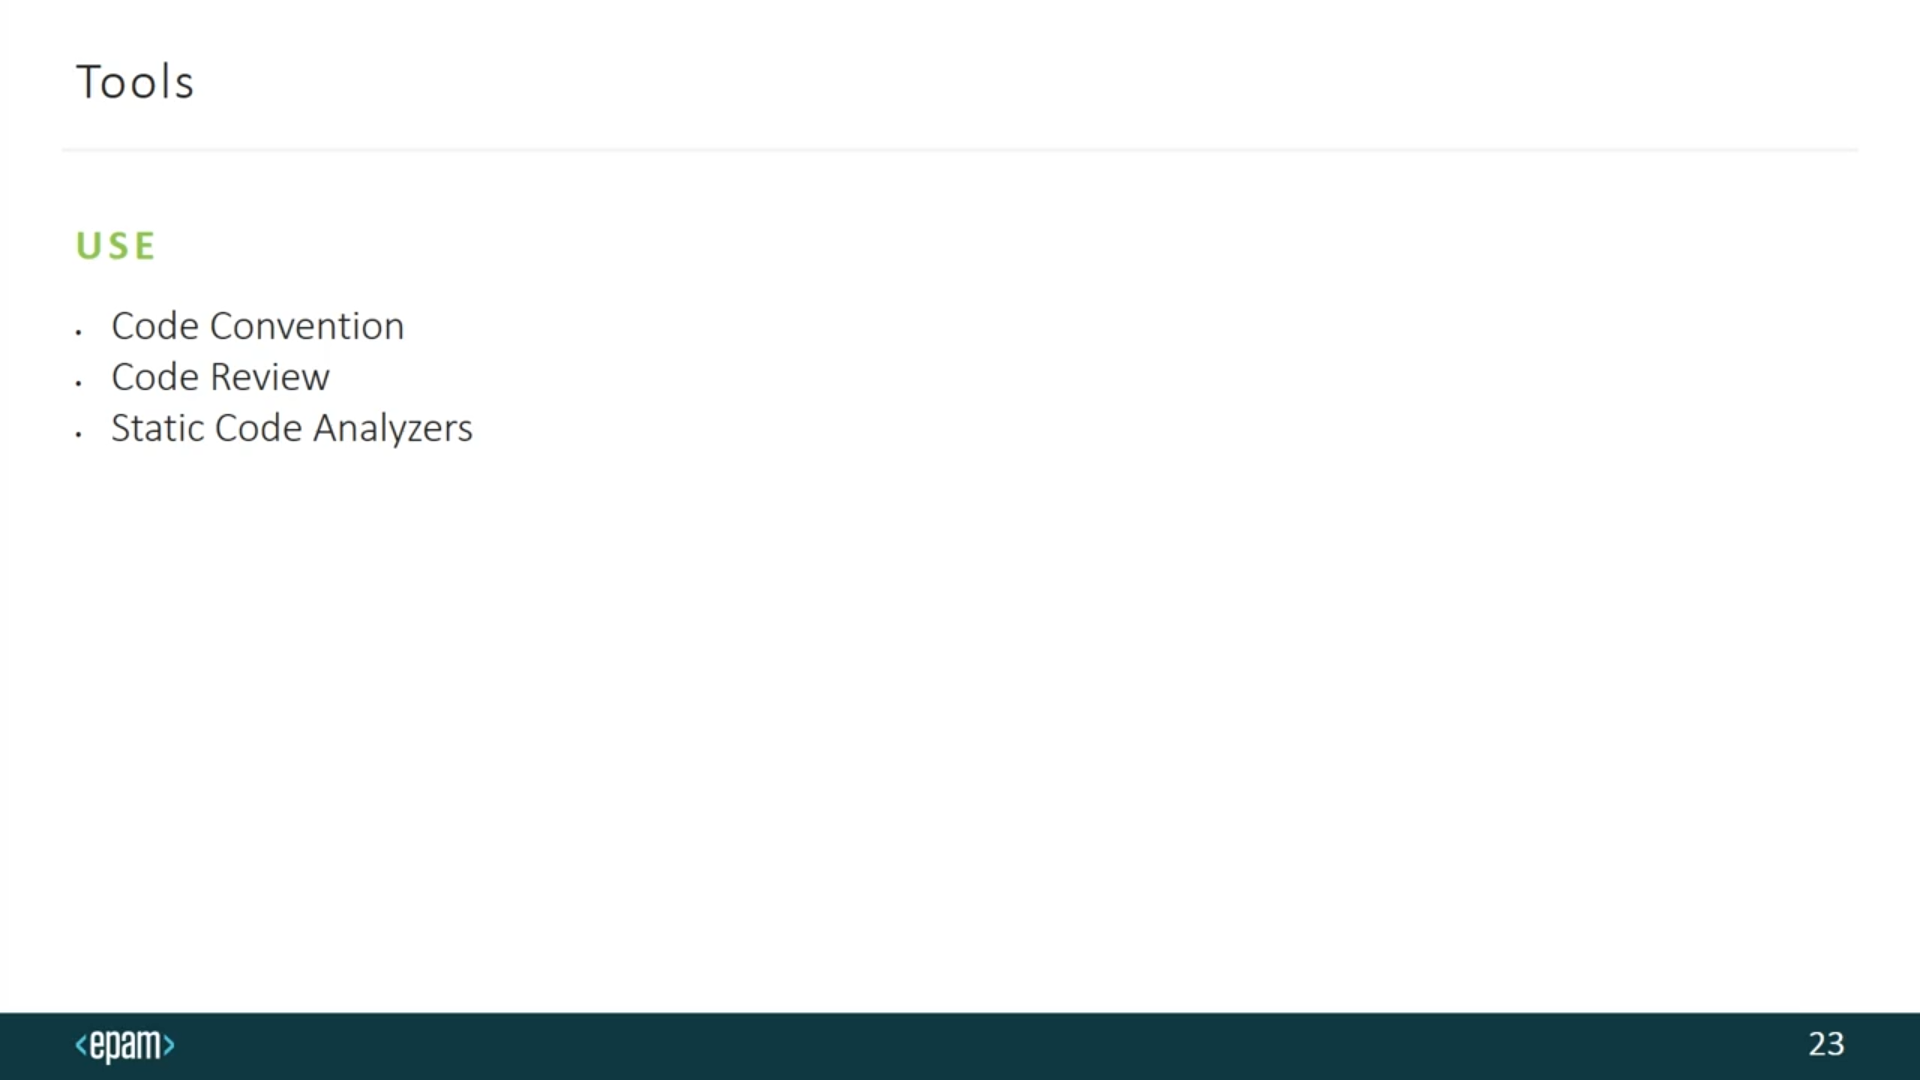 Tools
USE
• Code Convention
• Code Review
• Static Code Analyzers
<epam>
23